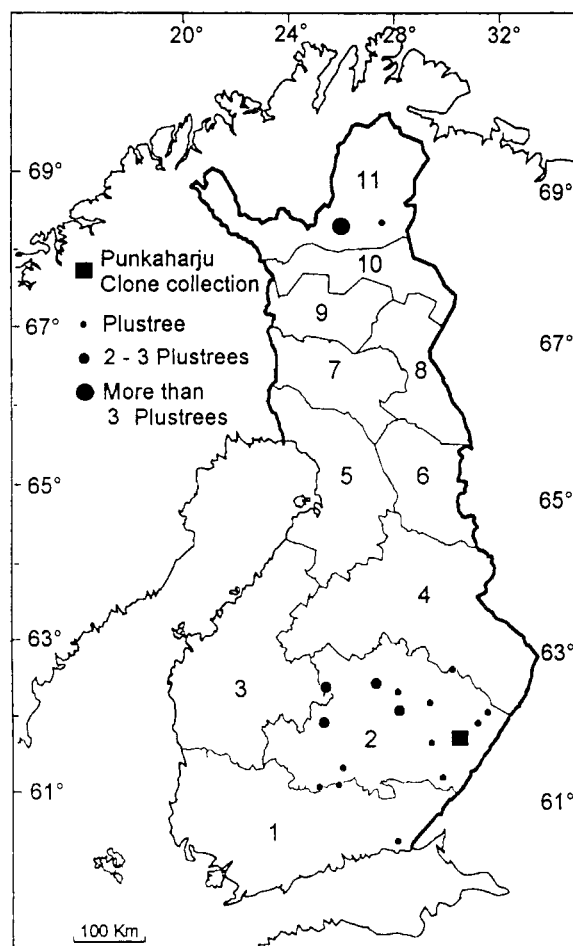 20° 24° 28° 32°
69° 11 69°
10
Punkaharju
Clone collection
9
Plustree
67° 67°
2 - 3 Plustrees
7 8
More than
3 Plustrees
5 6
65° 65°
4
63° 63°
3
2
61° 61°
1
100 Km